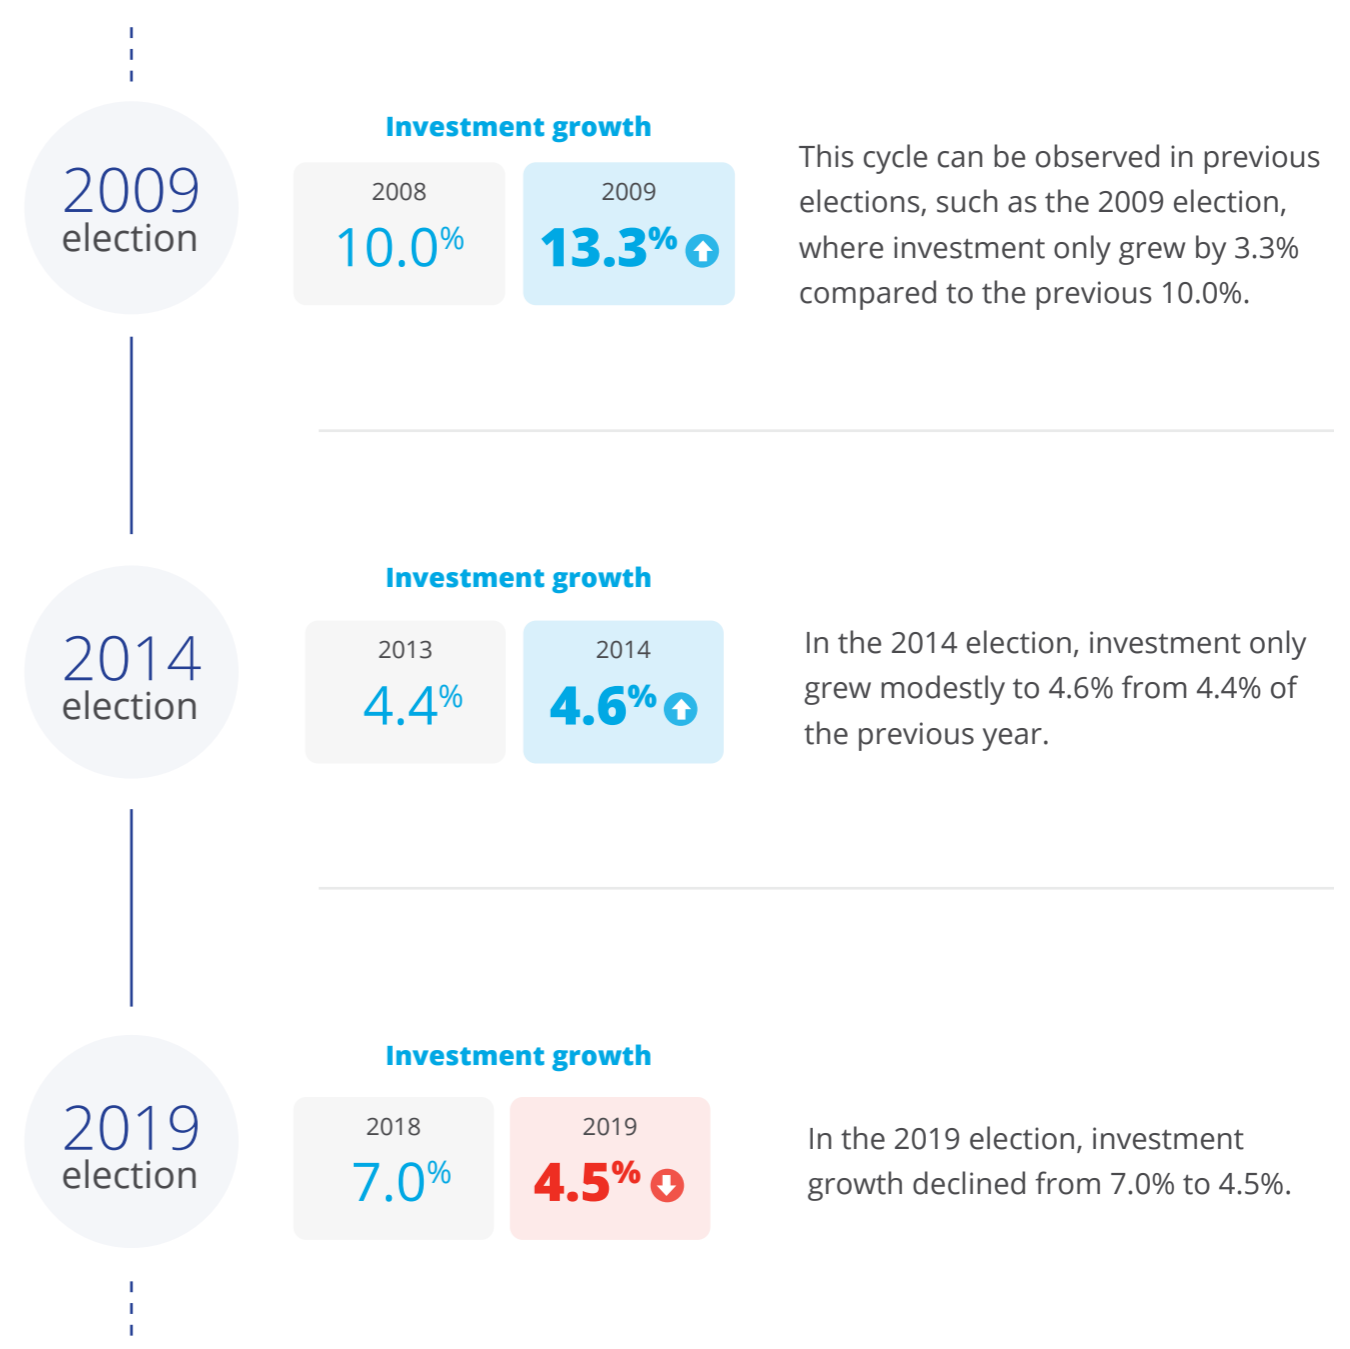 2009
election
Investment growth
2008
10.0%
2009
13.3%
This cycle can be observed in previous
elections, such as the 2009 election,
where investment only grew by 3.3%
compared to the previous 10.0%.
2014
election
Investment growth
2013
4.4%
2014
4.6%
In the 2014 election, investment only
grew modestly to 4.6% from 4.4% of
the previous year.
2019
election
Investment growth
2018
7.0%
2019
4.5%
In the 2019 election, investment
growth declined from 7.0% to 4.5%.